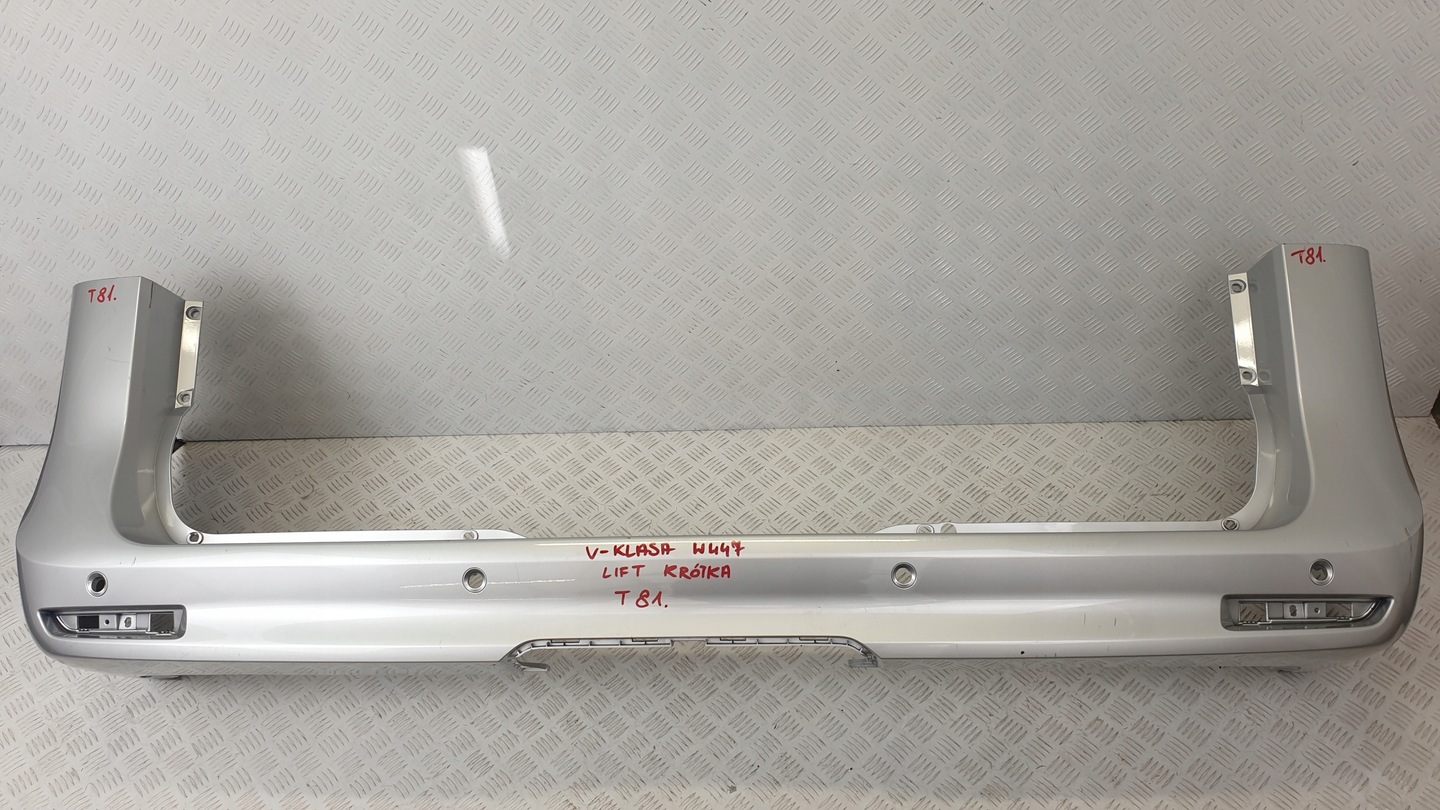 T81.
T81.
V-KLASA W447
LIFT KRÓTKA
T81.